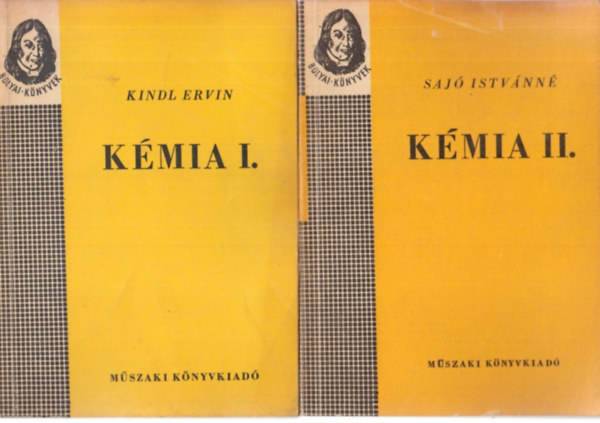 BOLYAI-KÖNYVEK
KINDL ERVIN
KÉMIA I.
MŰSZAKI KÖNYVKIADÓ
BOLYAI-KÖNYVEK
SAJÓ ISTVÁNNÉ
KÉMIA II.
MŰSZAKI KÖNYVKIADÓ